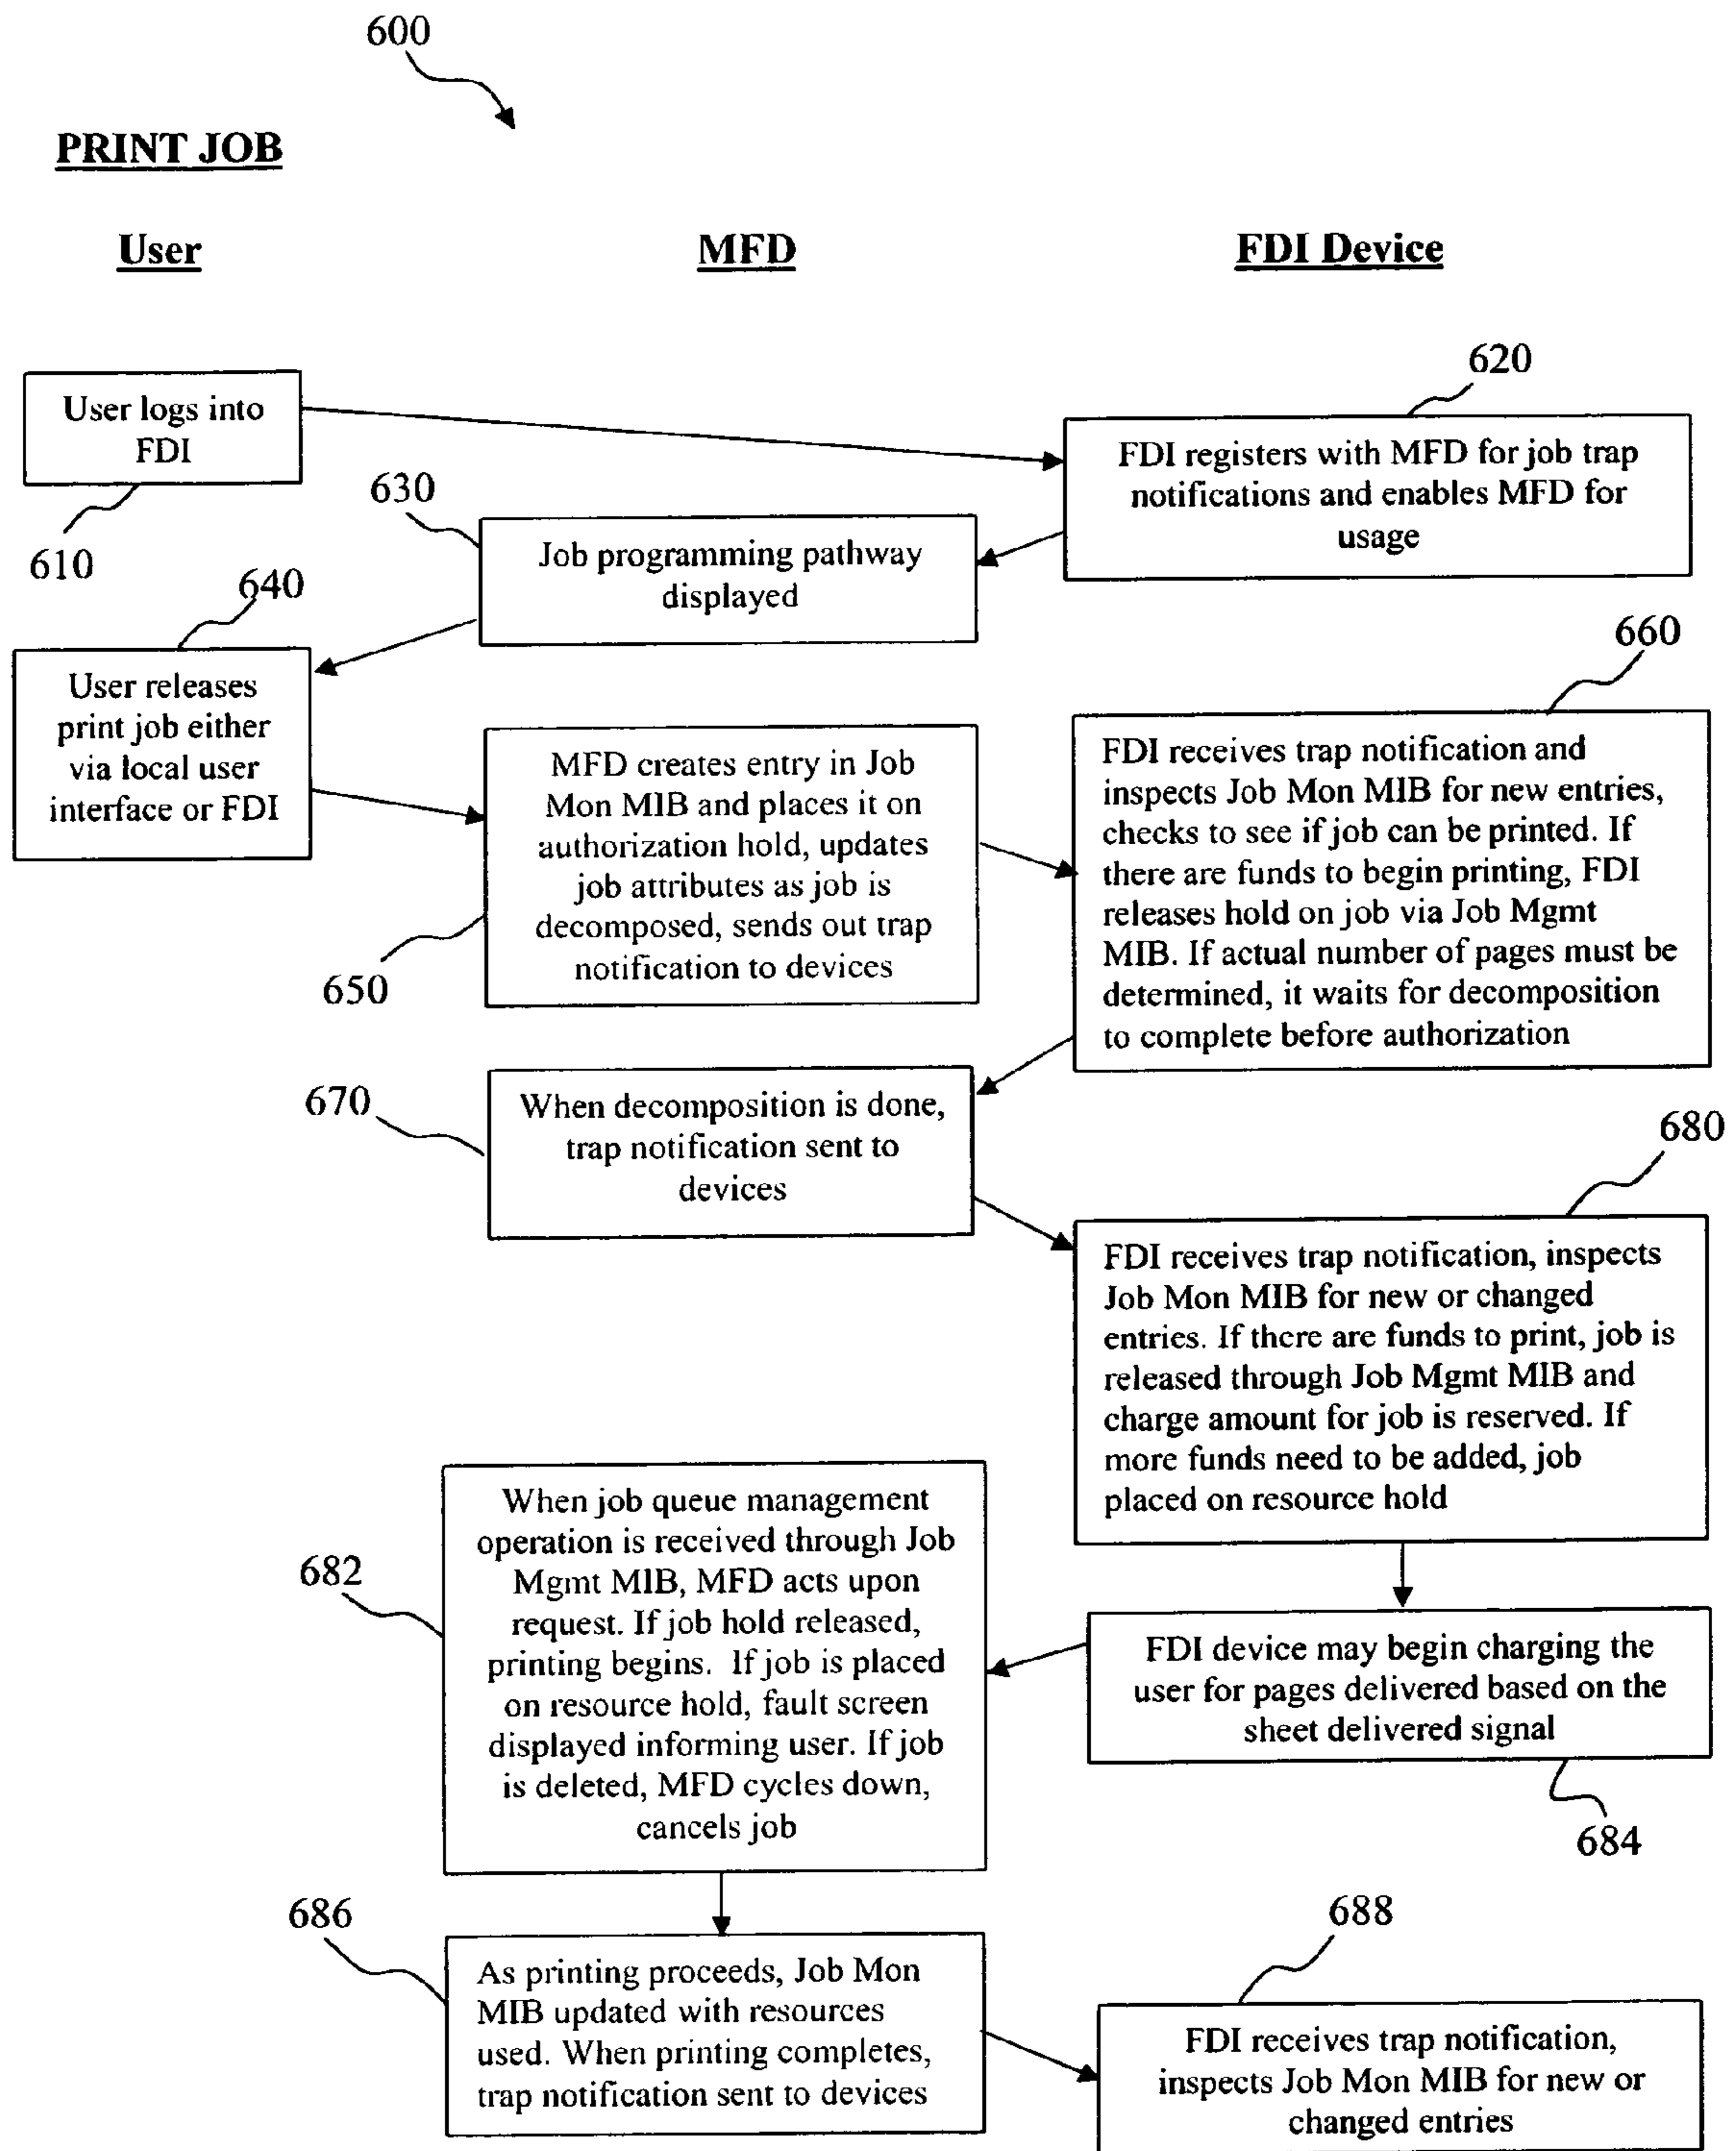 600
PRINT JOB
User
MFD
FDI Device
User logs into
FDI
610
620
FDI registers with MFD for job trap
notifications and enables MFD for
usage
630
Job programming pathway
displayed
640
User releases
print job either
via local user
interface or FDI
MFD creates entry in Job
Mon MIB and places it on
authorization hold, updates
job attributes as job is
decomposed, sends out trap
notification to devices
650
660
FDI receives trap notification and
inspects Job Mon MIB for new entries,
checks to see if job can be printed. If
there are funds to begin printing, FDI
releases hold on job via Job Mgmt
MIB. If actual number of pages must be
determined, it waits for decomposition
to complete before authorization
670
When decomposition is done,
trap notification sent to
devices
680
FDI receives trap notification, inspects
Job Mon MIB for new or changed
entries. If there are funds to print, job is
released through Job Mgmt MIB and
charge amount for job is reserved. If
more funds need to be added, job
placed on resource hold
682
When job queue management
operation is received through Job
Mgmt MIB, MFD acts upon
request. If job hold released,
printing begins. If job is placed
on resource hold, fault screen
displayed informing user. If job
is deleted, MFD cycles down,
cancels job
FDI device may begin charging the
user for pages delivered based on the
sheet delivered signal
684
686
As printing proceeds, Job Mon
MIB updated with resources
used. When printing completes,
trap notification sent to devices
688
FDI receives trap notification,
inspects Job Mon MIB for new or
changed entries